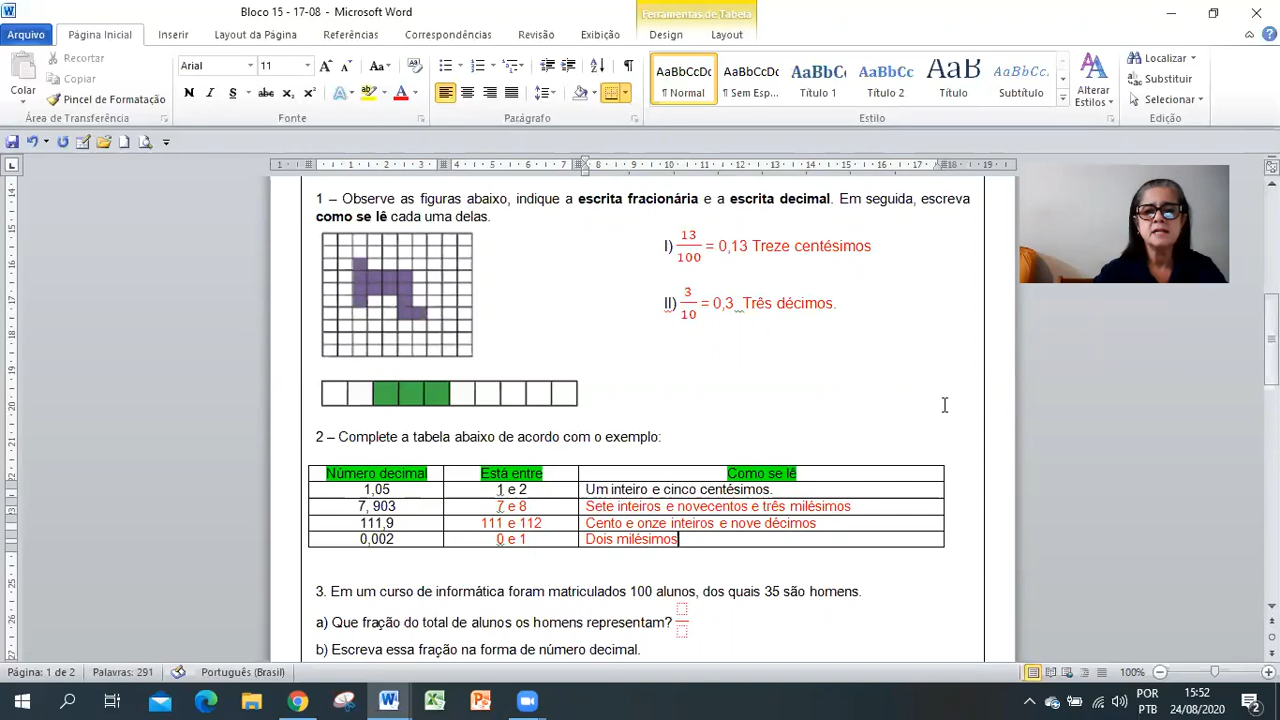 Bloco 15 - 17-08 - Microsoft Word
Ferramentas de Tabela
Arquivo Página Inicial Inserir Layout da Página Referências Correspondências Revisão Exibição Design Layout
Recortar
Copiar
Pincel de Formatação
Colar
Área de Transferência
Arial 11
Fonte
Parágrafo
AaBbCcDc AaBbCcDc AaBbC AaBbCc AaB AaBbCc
¶ Normal ¶ Sem Esp... Título 1 Título 2 Título Subtítulo
Alterar Estilos
Estilo
Localizar
Substituir
Selecionar
Edição
1 – Observe as figuras abaixo, indique a escrita fracionária e a escrita decimal. Em seguida, escreva
como se lê cada uma delas.
I) 13/100 = 0,13 Treze centésimos
II) 3/10 = 0,3 Três décimos.
2 – Complete a tabela abaixo de acordo com o exemplo:
Número decimal Está entre Como se lê
1,05 1 e 2 Um inteiro e cinco centésimos.
7, 903 7 e 8 Sete inteiros e novecentos e três milésimos
111,9 111 e 112 Cento e onze inteiros e nove décimos
0,002 0 e 1 Dois milésimos
3. Em um curso de informática foram matriculados 100 alunos, dos quais 35 são homens.
a) Que fração do total de alunos os homens representam?
b) Escreva essa fração na forma de número decimal.
Página: 1 de 2 Palavras: 291 Português (Brasil) 100%
POR
PTB
15:52
24/08/2020
2